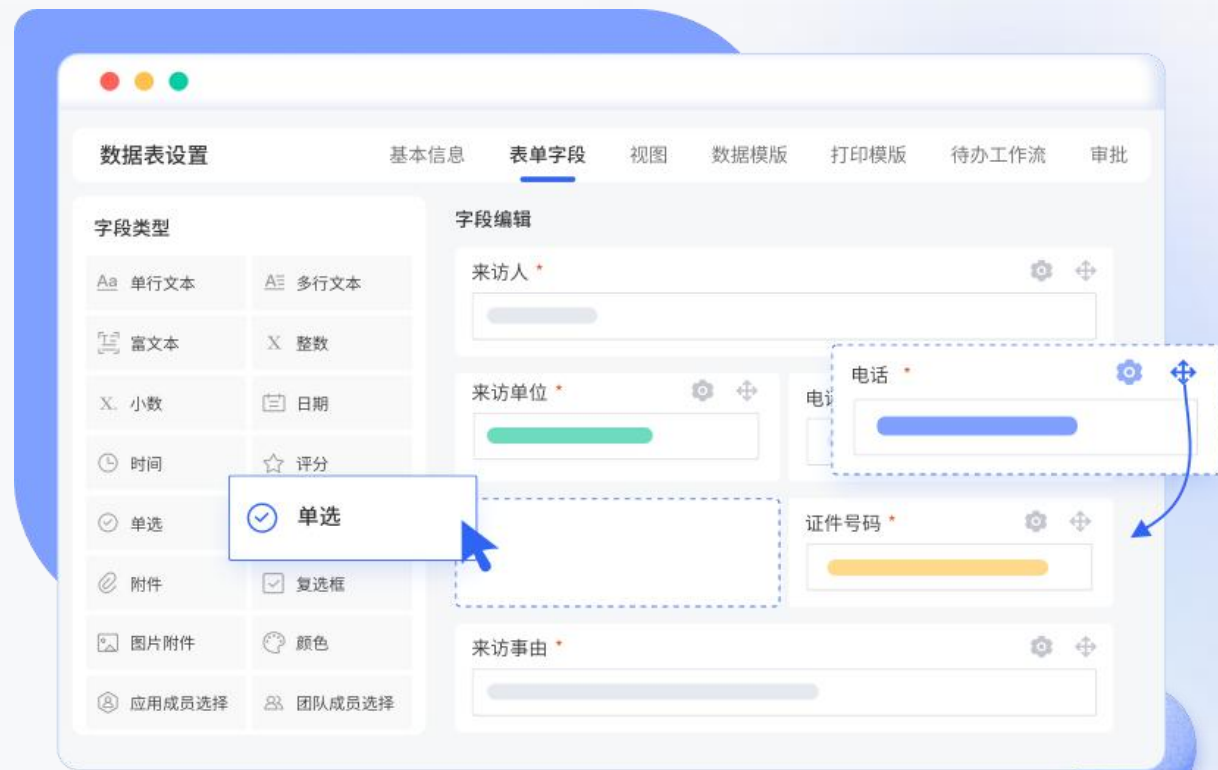 数据表设置 基本信息 表单字段 视图 数据模版 打印模版 待办工作流 审批
字段类型
Aa 单行文本 多行文本
富文本 X 整数
X. 小数 日期
时间 评分
单选
单选
附件 复选框
图片附件 颜色
应用成员选择 团队成员选择
字段编辑
来访人 *
来访单位 *
电
电话 *
证件号码 *
来访事由 *